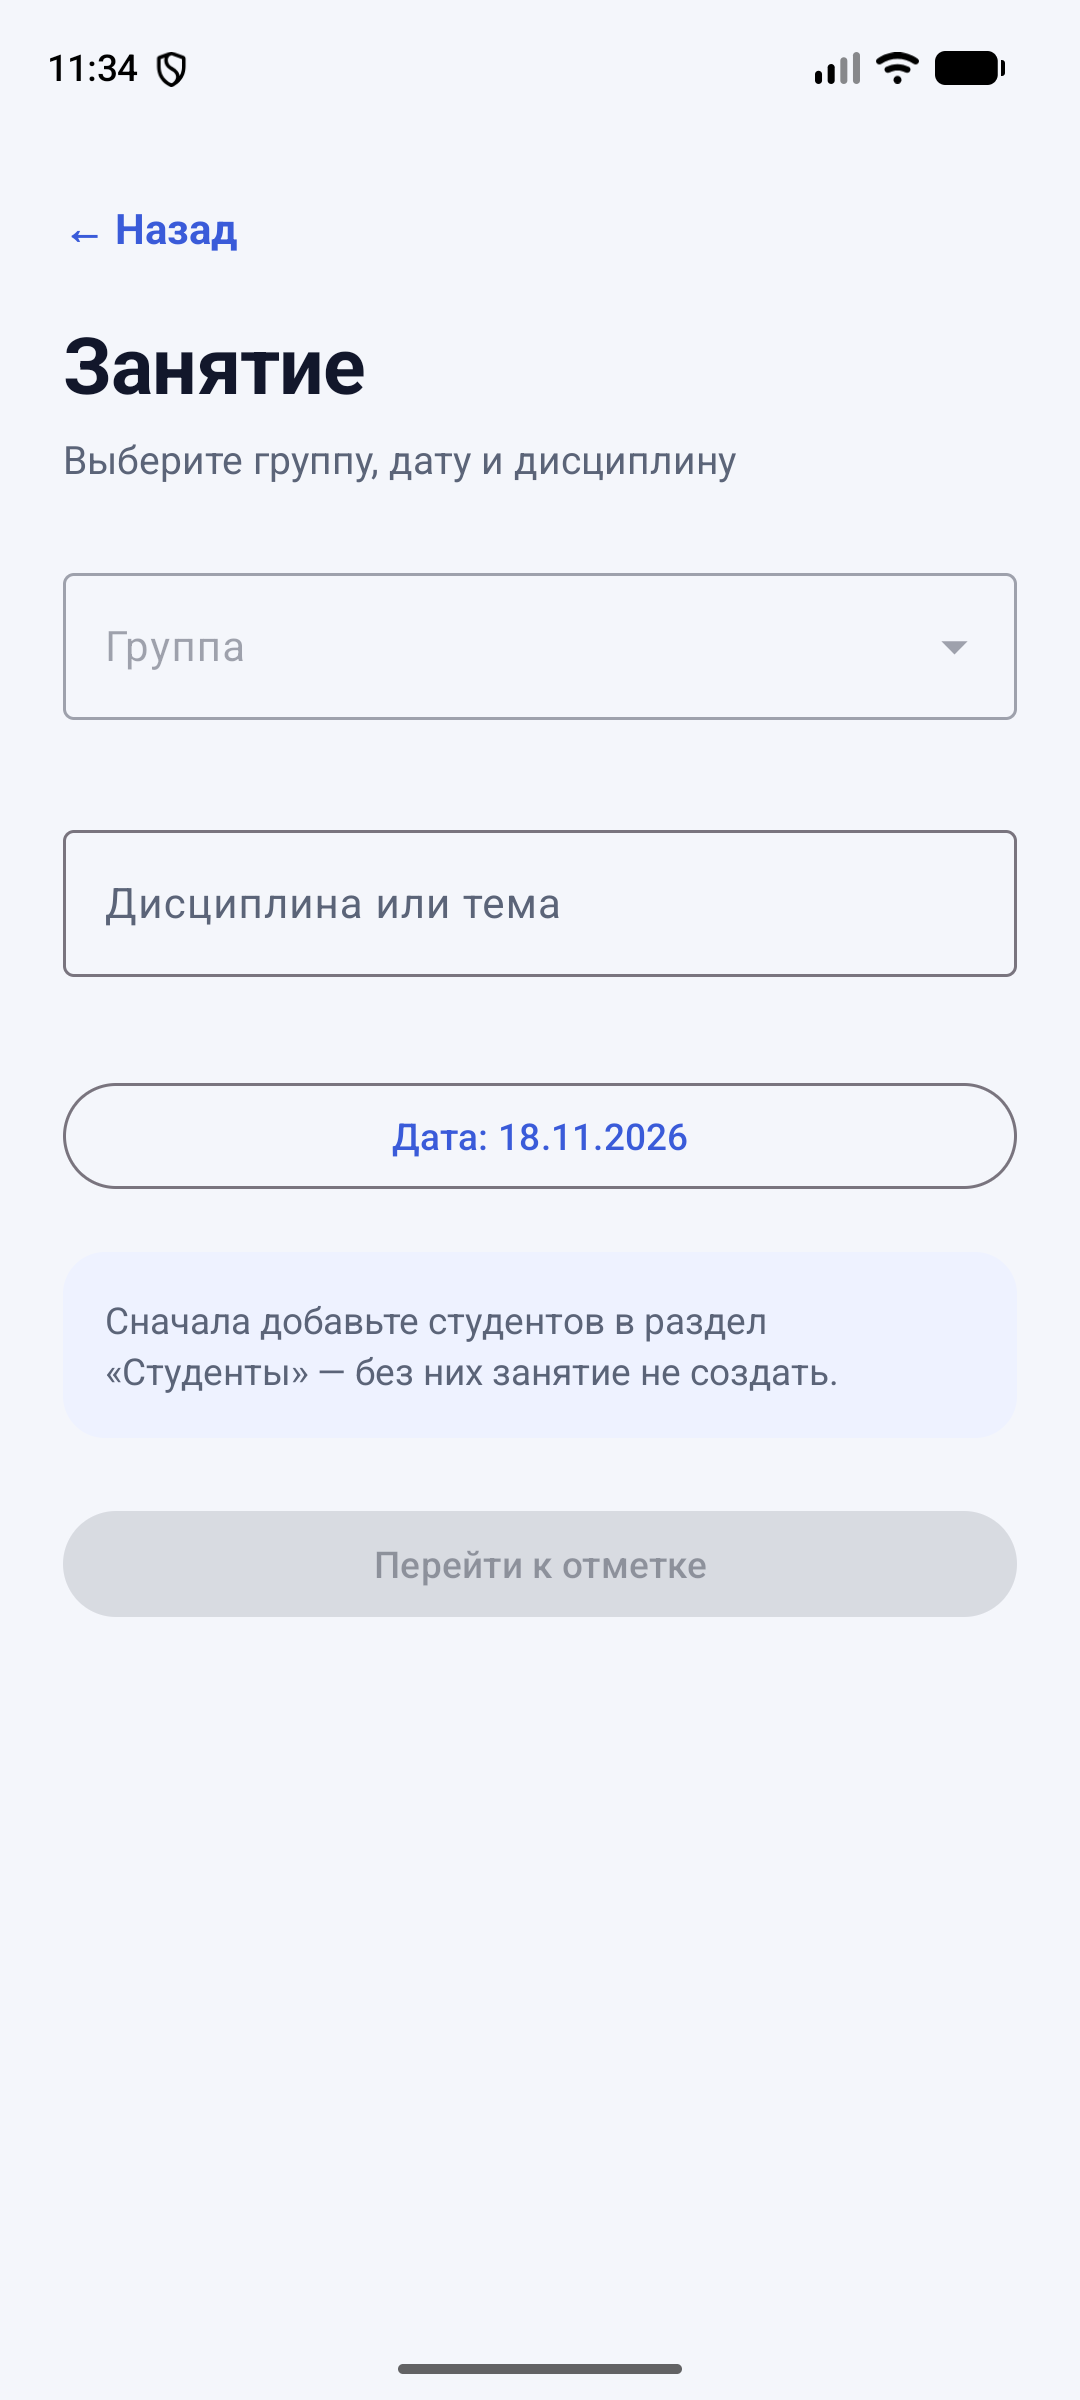 11:34
← Назад
Занятие
Выберите группу, дату и дисциплину
Группа
Дисциплина или тема
Дата: 18.11.2026
Сначала добавьте студентов в раздел
«Студенты» — без них занятие не создать.
Перейти к отметке